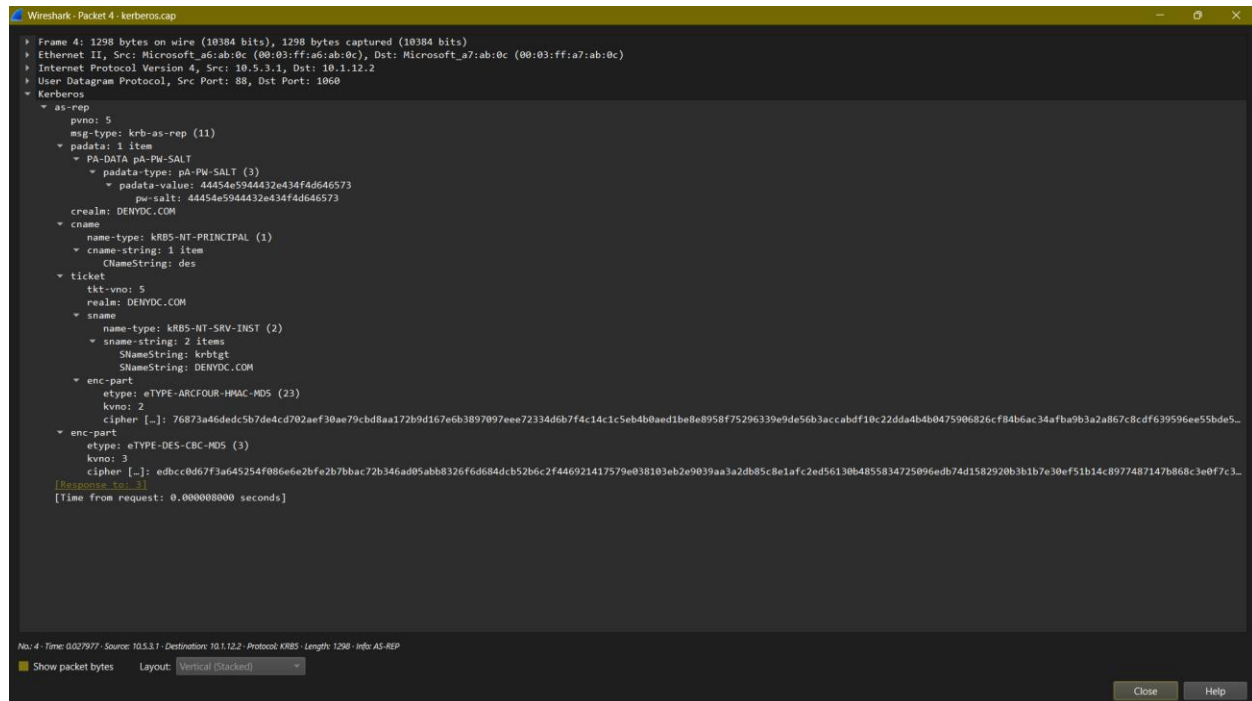 Wireshark · Packet 4 · kerberos.cap
Frame 4: 1298 bytes on wire (10384 bits), 1298 bytes captured (10384 bits)
Ethernet II, Src: Microsoft_a6:ab:0c (00:03:ff:a6:ab:0c), Dst: Microsoft_a7:ab:0c (00:03:ff:a7:ab:0c)
Internet Protocol Version 4, Src: 10.5.3.1, Dst: 10.1.12.2
User Datagram Protocol, Src Port: 88, Dst Port: 1060
Kerberos
as-rep
pvno: 5
msg-type: krb-as-rep (11)
padata: 1 item
PA-DATA pA-PW-SALT
padata-type: pA-PW-SALT (3)
padata-value: 44454e5944432e434f4d646573
pw-salt: 44454e5944432e434f4d646573
crealm: DENYDC.COM
cname
name-type: kRB5-NT-PRINCIPAL (1)
cname-string: 1 item
CNameString: des
ticket
tkt-vno: 5
realm: DENYDC.COM
sname
name-type: kRB5-NT-SRV-INST (2)
sname-string: 2 items
SNameString: krbtgt
SNameString: DENYDC.COM
enc-part
etype: eTYPE-ARCFOUR-HMAC-MD5 (23)
kvno: 2
cipher […]: 76873a46dedc5b7de4cd702aef30ae79cbd8aa172b9d167e6b3897097eee72334d6b7f4c14c1c5eb4b0aed1be8e8958f75296339e9de56b3accabdf10c22dda4b4b0475906826cf84b6ac34afba9b3a2a867c8cdf639596ee55bde5…
enc-part
etype: eTYPE-DES-CBC-MD5 (3)
kvno: 3
cipher […]: edbcc0d67f3a645254f086e6e2bfe2b7bbac72b346ad05abb8326f6d684dcb52b6c2f446921417579e038103eb2e9039aa3a2db85c8e1afc2ed56130b4855834725096edb74d1582920b3b1b7e30ef51b14c8977487147b868c3e0f7c3…
[Response to: 3]
[Time from request: 0.000008000 seconds]
No.: 4 · Time: 0.027977 · Source: 10.5.3.1 · Destination: 10.1.12.2 · Protocol: KRB5 · Length: 1298 · Info: AS-REP
Show packet bytes Layout: Vertical (Stacked)
Close Help